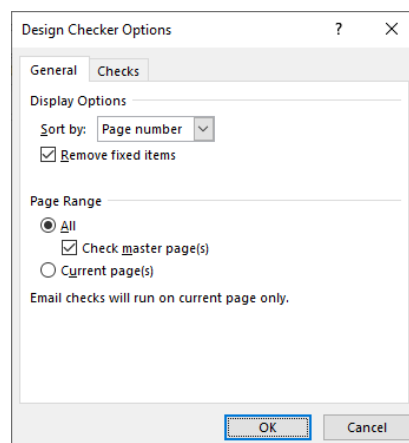 Design Checker Options ? ×
General Checks
Display Options
Sort by: Page number
Remove fixed items
Page Range
All
Check master page(s)
Current page(s)
Email checks will run on current page only.
OK Cancel